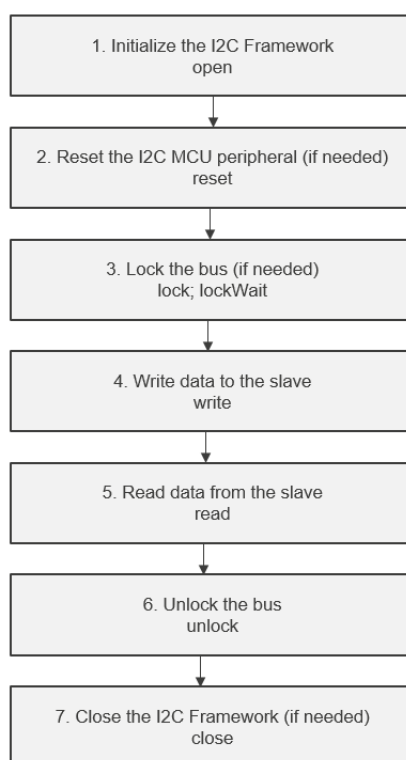 1. Initialize the I2C Framework
open
2. Reset the I2C MCU peripheral (if needed)
reset
3. Lock the bus (if needed)
lock; lockWait
4. Write data to the slave
write
5. Read data from the slave
read
6. Unlock the bus
unlock
7. Close the I2C Framework (if needed)
close